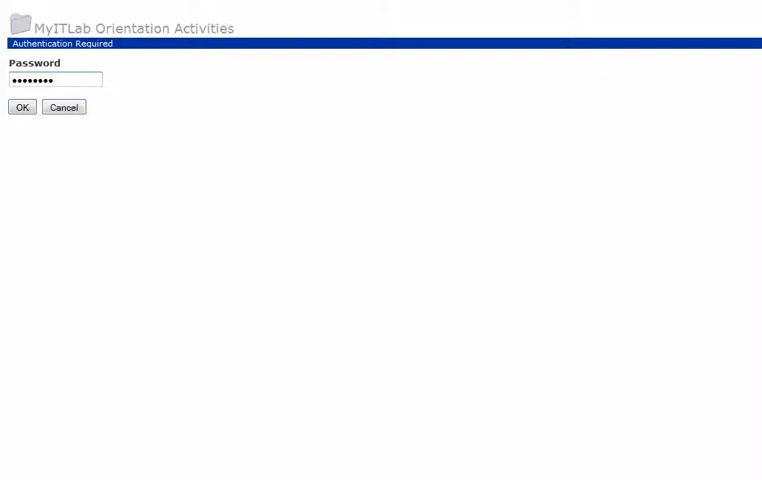 MyITLab Orientation Activities
Authentication Required
Password
••••••••
OK Cancel